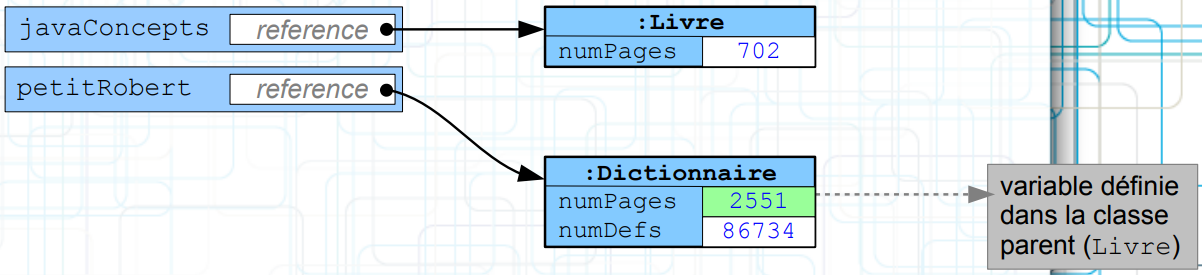 javaConcepts reference
:Livre
numPages 702
petitRobert reference
:Dictionnaire
numPages 2551
numDefs 86734
variable définie
dans la classe
parent (Livre)